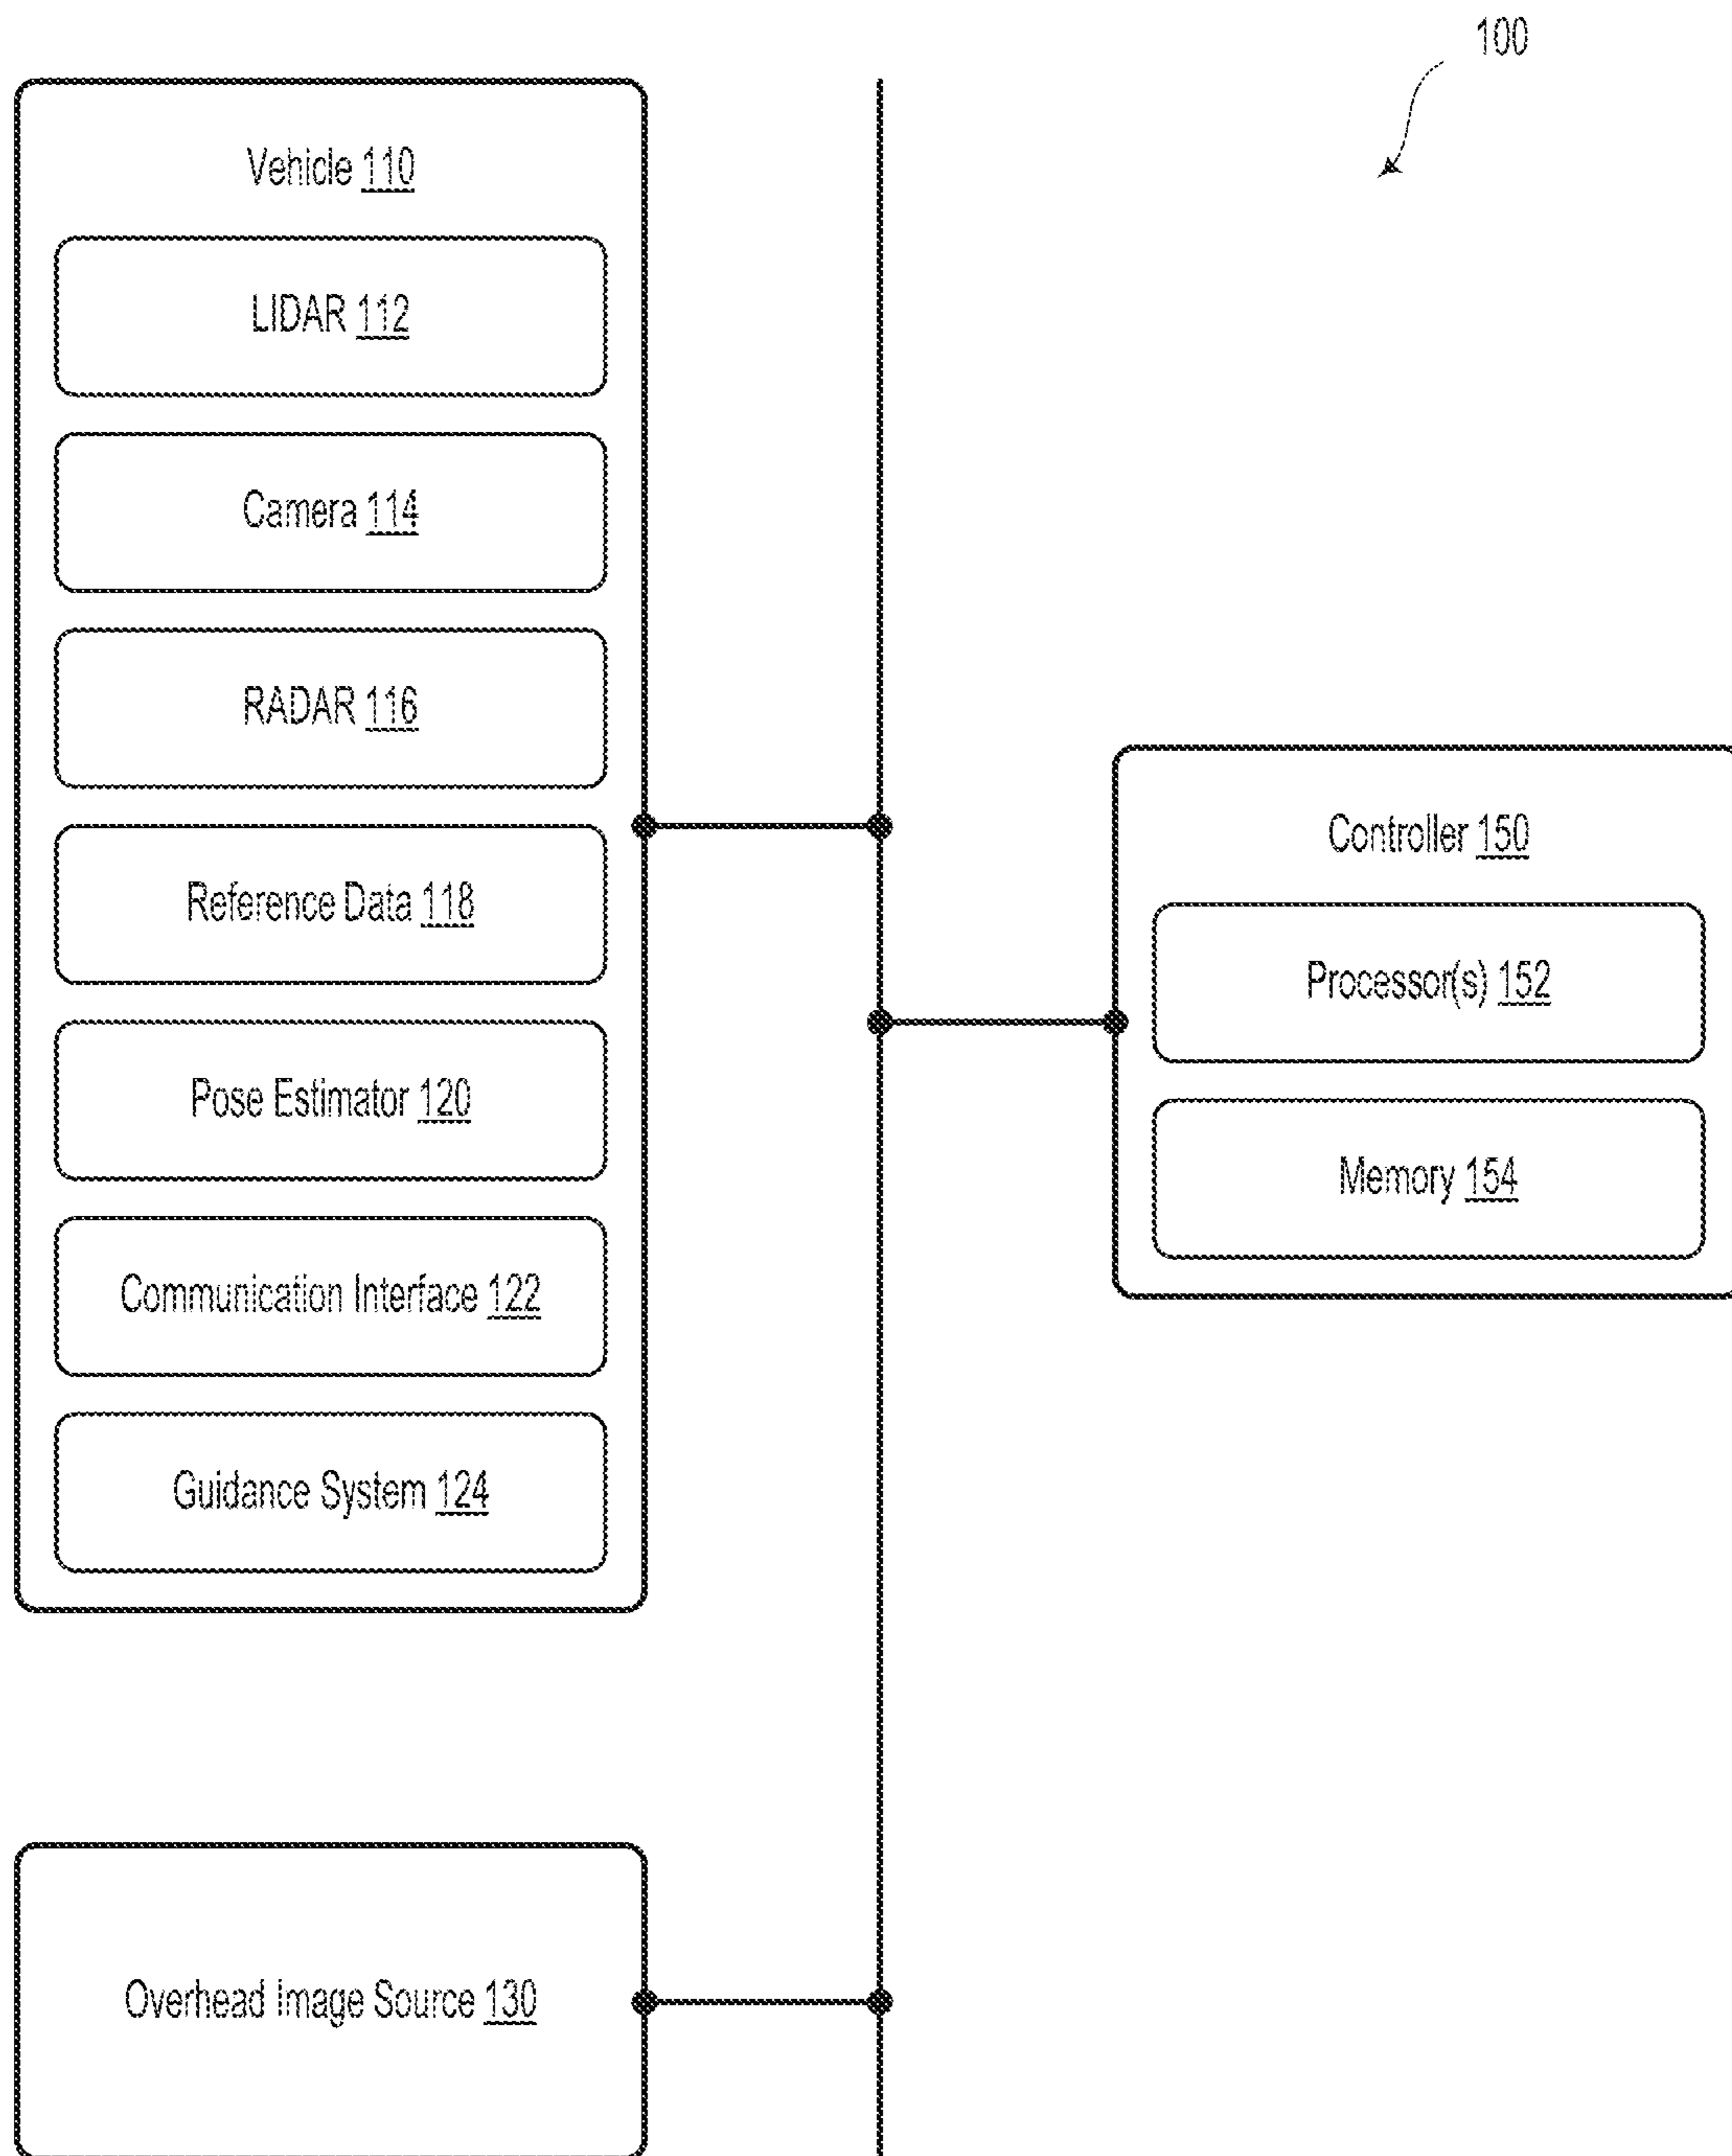 100
Vehicle 110
LIDAR 112
Camera 114
RADAR 116
Reference Data 118
Pose Estimator 120
Communication Interface 122
Guidance System 124
Controller 150
Processor(s) 152
Memory 154
Overhead Image Source 130